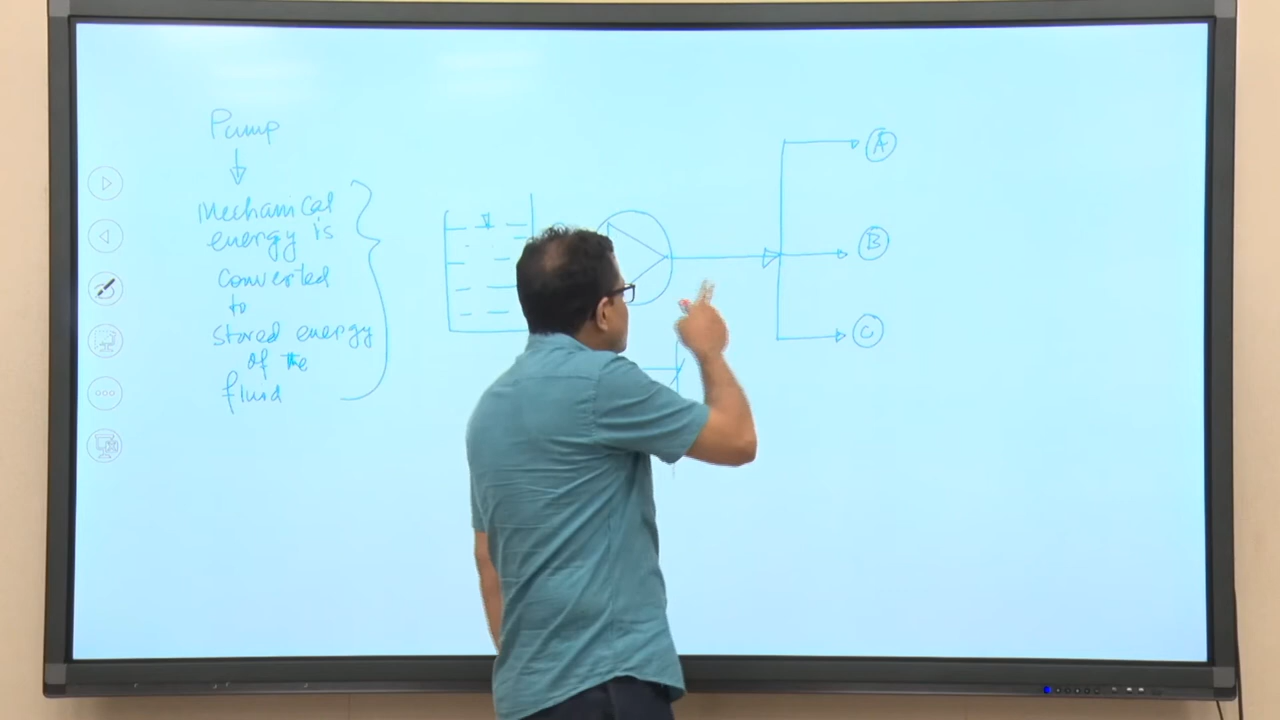 Pump
Mechanical
energy is
converted
to
stored energy
of the
fluid
A
B
C